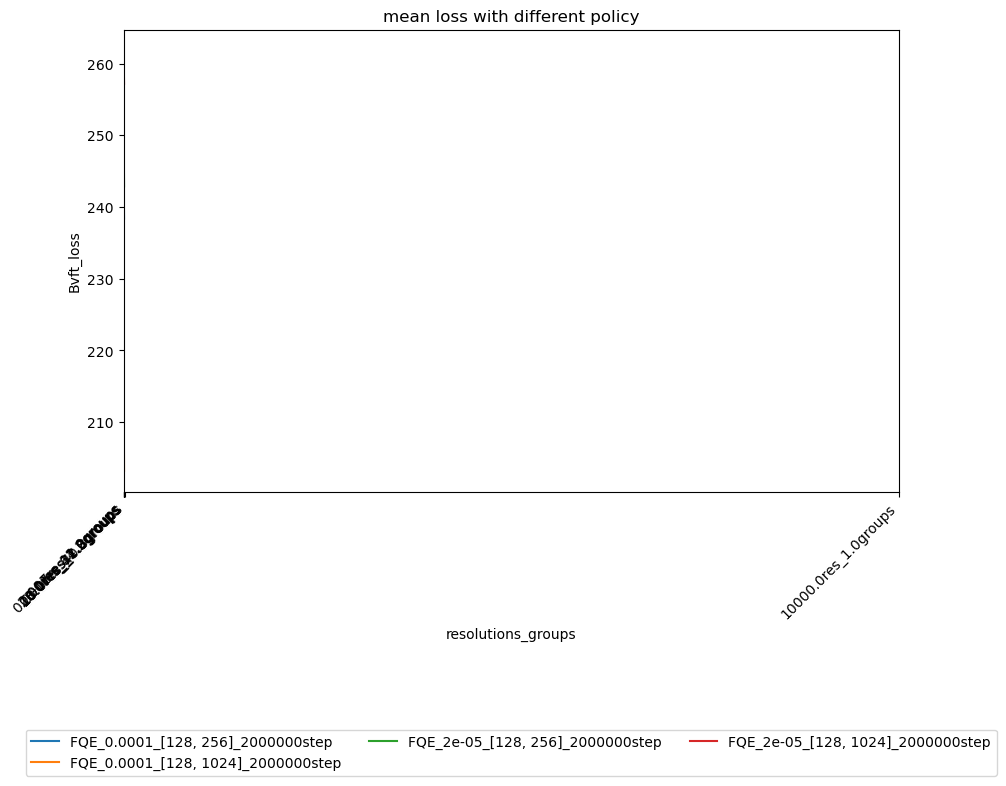 mean loss with different policy
260
250
240
230
220
210
Bvft_loss
10000.0res_1.0groups
resolutions_groups
FQE_0.0001_[128, 256]_2000000step
FQE_2e-05_[128, 256]_2000000step
FQE_2e-05_[128, 1024]_2000000step
FQE_0.0001_[128, 1024]_2000000step